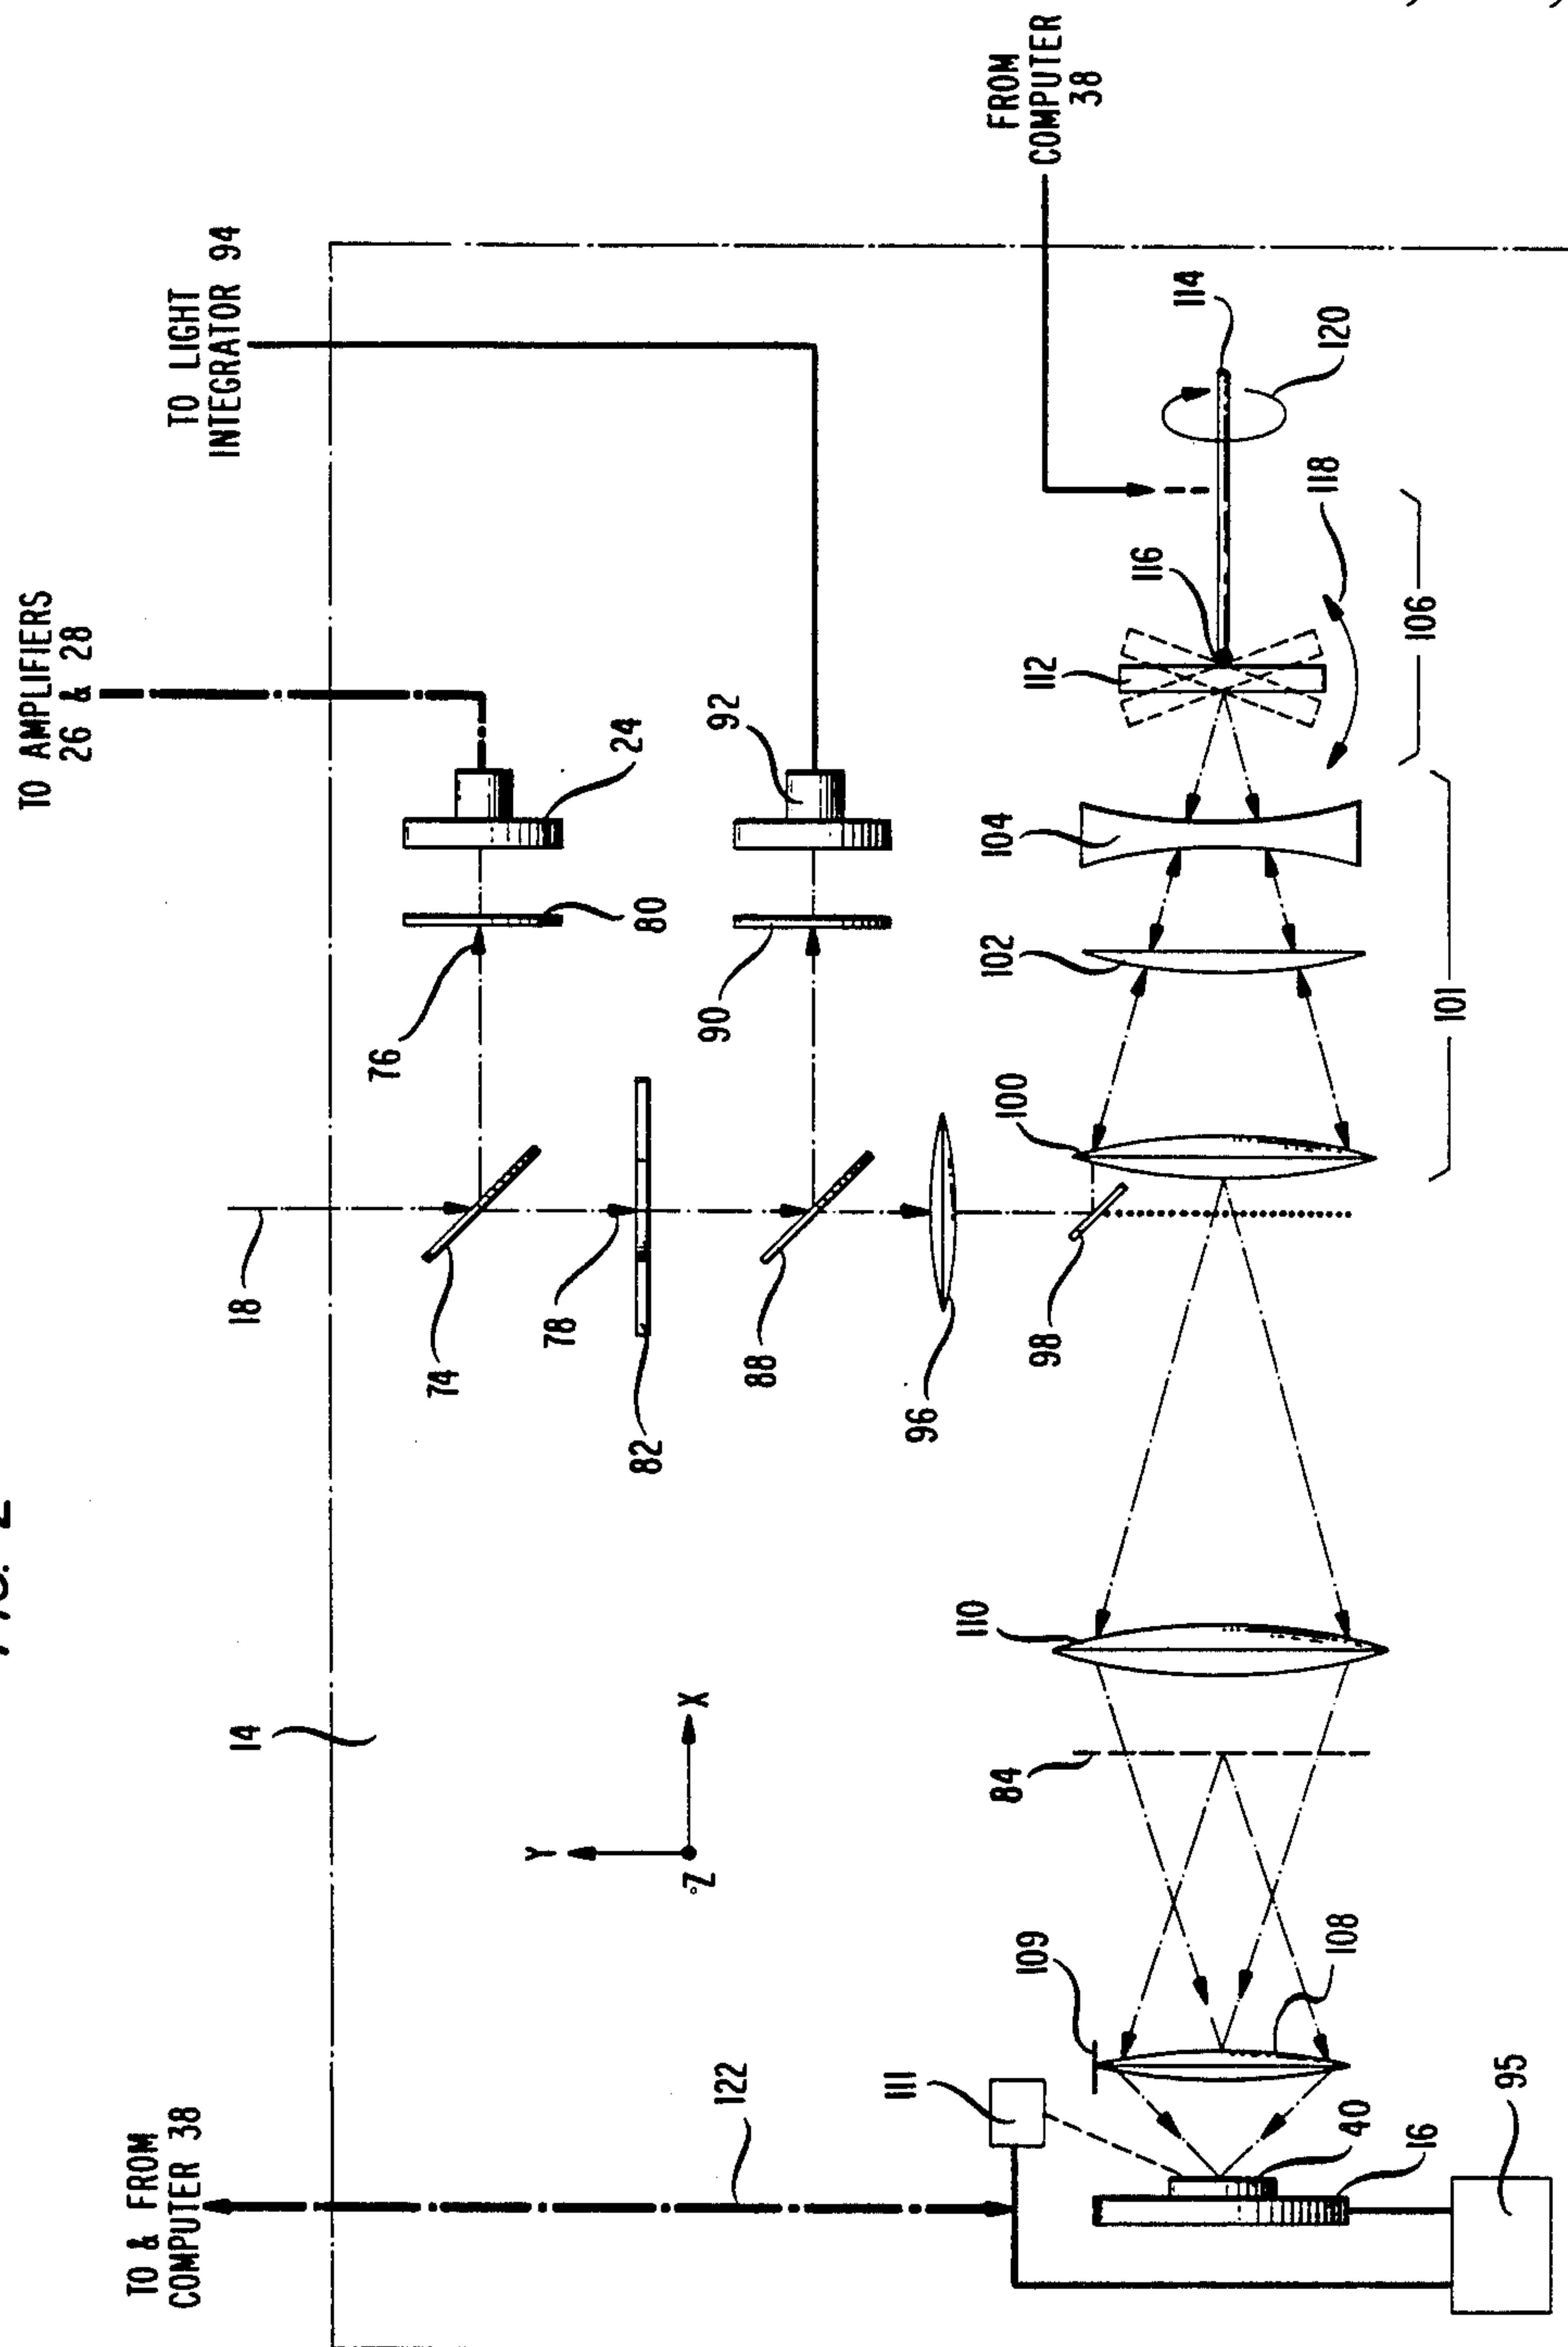 FIG. 2
TO & FROM
COMPUTER 38
TO AMPLIFIERS
26 & 28
TO LIGHT
INTEGRATOR 94
FROM
COMPUTER
38
14
18
122
74
76
80
24
78
82
88
90
92
96
98
100
102
104
112
116
114
120
118
106
101
Y
X
Z
110
84
109
108
111
40
16
95